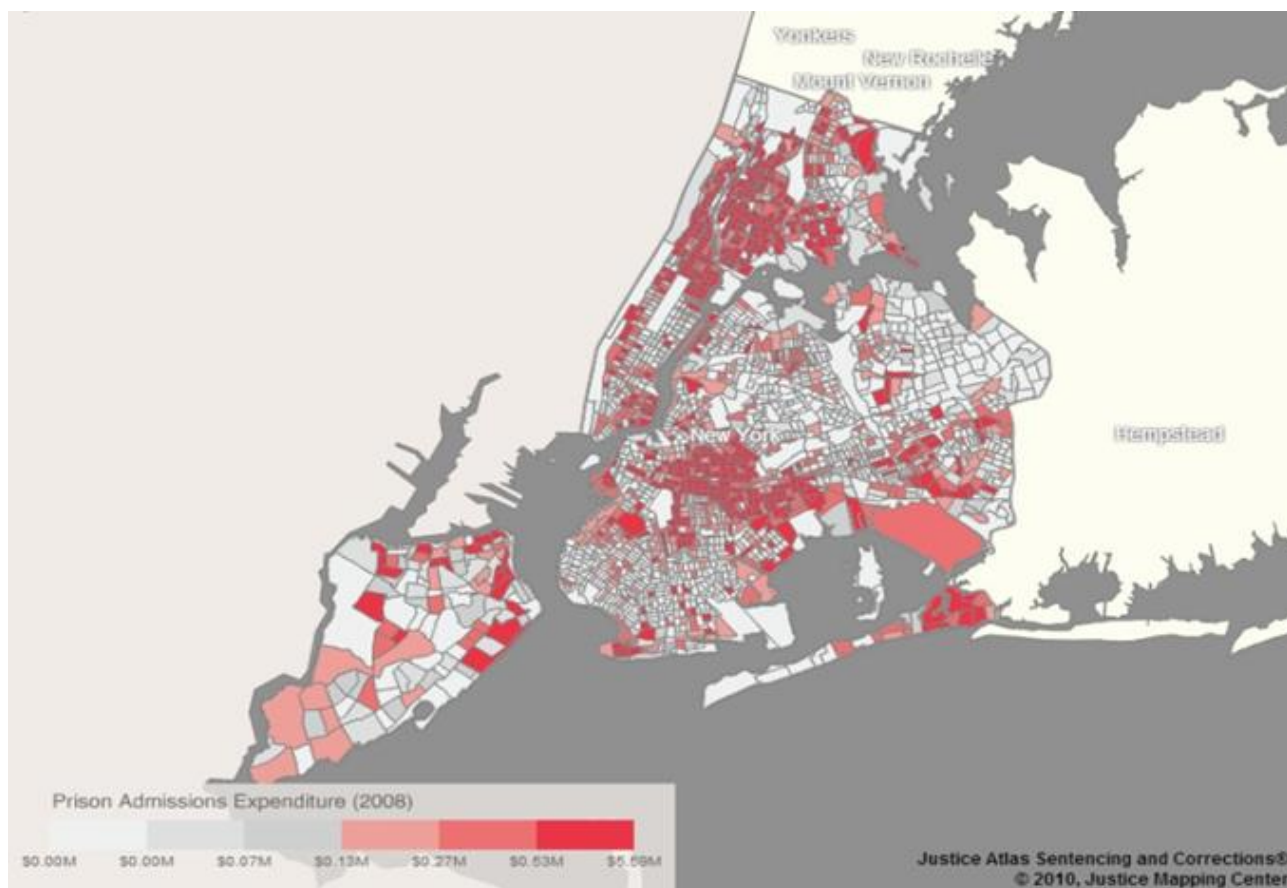 Yonkers
New Rochelle
Mount Vernon
New York
Hempstead
Prison Admissions Expenditure (2008)
$0.00M $0.00M $0.07M $0.13M $0.27M $0.53M $5.59M
Justice Atlas Sentencing and Corrections®
© 2010, Justice Mapping Center